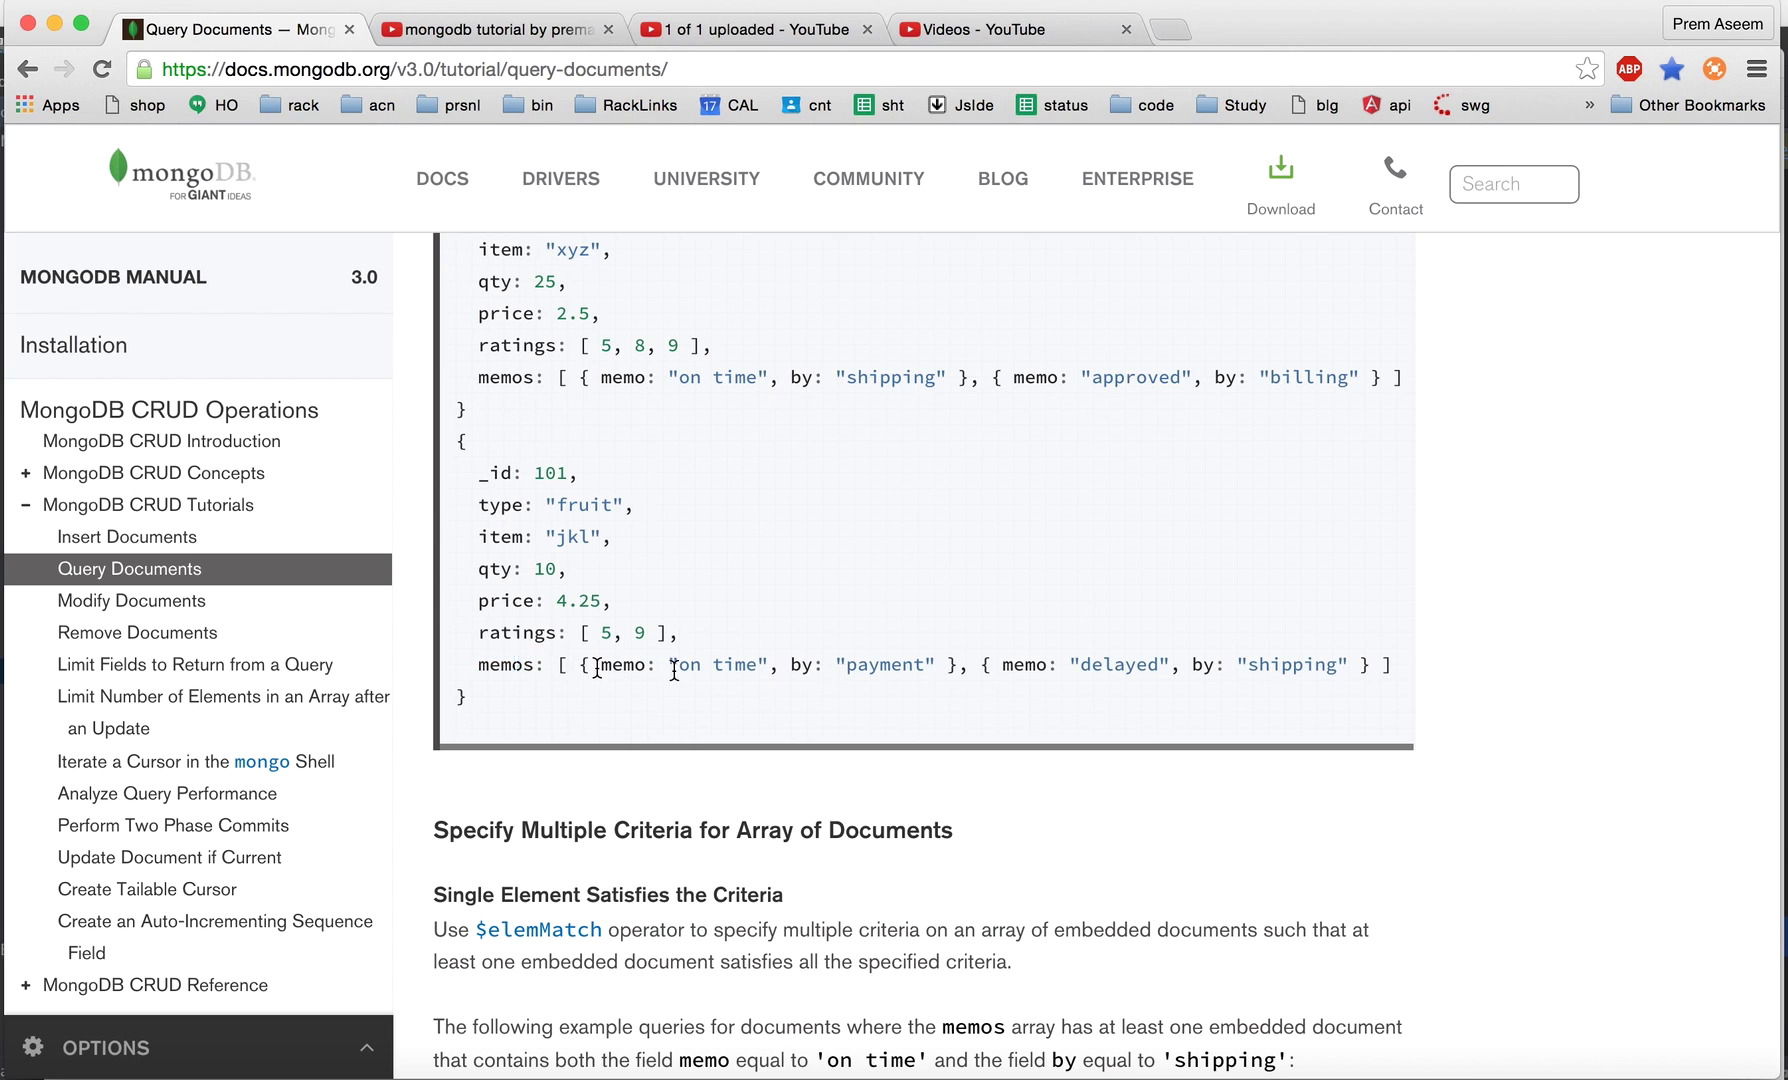 Query Documents — Mong
mongodb tutorial by prema
1 of 1 uploaded - YouTube
Videos - YouTube
Prem Aseem
https://docs.mongodb.org/v3.0/tutorial/query-documents/
ABP
Apps shop HO rack acn prsnl bin RackLinks 17 CAL cnt sht Jslde status code Study blg api swg » Other Bookmarks
mongoDB.
FOR GIANT IDEAS
DOCS DRIVERS UNIVERSITY COMMUNITY BLOG ENTERPRISE
Download
Contact
Search
MONGODB MANUAL 3.0
Installation
MongoDB CRUD Operations
MongoDB CRUD Introduction
+ MongoDB CRUD Concepts
– MongoDB CRUD Tutorials
Insert Documents
Query Documents
Modify Documents
Remove Documents
Limit Fields to Return from a Query
Limit Number of Elements in an Array after
an Update
Iterate a Cursor in the mongo Shell
Analyze Query Performance
Perform Two Phase Commits
Update Document if Current
Create Tailable Cursor
Create an Auto-Incrementing Sequence
Field
+ MongoDB CRUD Reference
OPTIONS
item: "xyz",
qty: 25,
price: 2.5,
ratings: [ 5, 8, 9 ],
memos: [ { memo: "on time", by: "shipping" }, { memo: "approved", by: "billing" } ]
}
{
_id: 101,
type: "fruit",
item: "jkl",
qty: 10,
price: 4.25,
ratings: [ 5, 9 ],
memos: [ { memo: "on time", by: "payment" }, { memo: "delayed", by: "shipping" } ]
}
Specify Multiple Criteria for Array of Documents
Single Element Satisfies the Criteria
Use $elemMatch operator to specify multiple criteria on an array of embedded documents such that at
least one embedded document satisfies all the specified criteria.
The following example queries for documents where the memos array has at least one embedded document
that contains both the field memo equal to 'on time' and the field by equal to 'shipping':